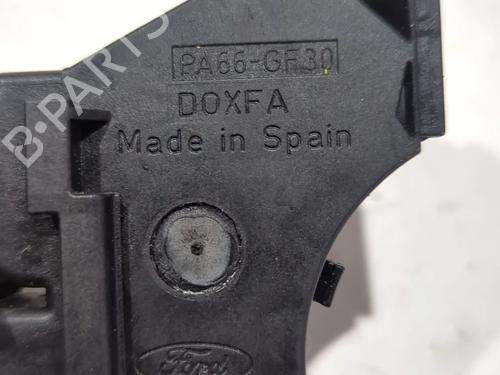 B-PARTS
PA66-GF30
DOXFA
Made in Spain
Ford